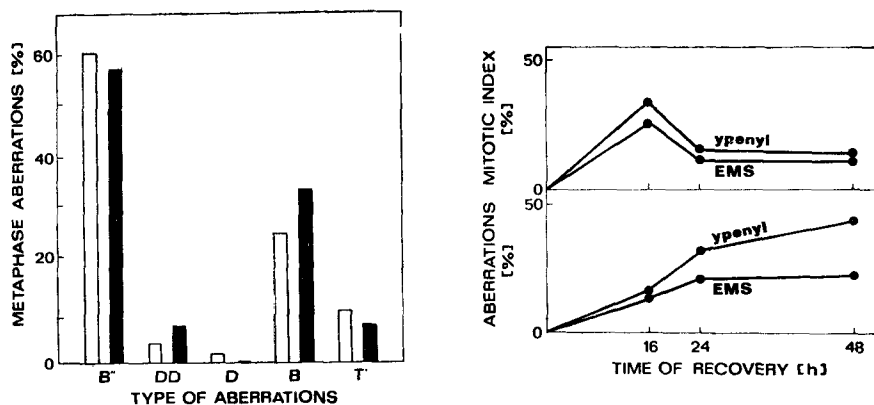 METAPHASE ABERRATIONS [%]
60
40
20
0
B" DD D B T'
TYPE OF ABERRATIONS
MITOTIC INDEX
[%]
50
0
ypenyl
EMS
ABERRATIONS
[%]
50
0
ypenyl
EMS
16 24 48
TIME OF RECOVERY [h]